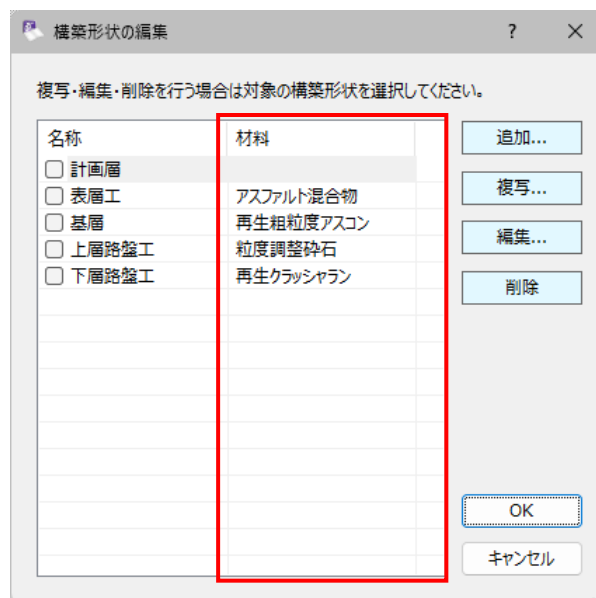 構築形状の編集 ? ×
複写・編集・削除を行う場合は対象の構築形状を選択してください。
名称 材料
計画層
表層工 アスファルト混合物
基層 再生粗粒度アスコン
上層路盤工 粒度調整砕石
下層路盤工 再生クラッシャラン
追加...
複写...
編集...
削除
OK
キャンセル